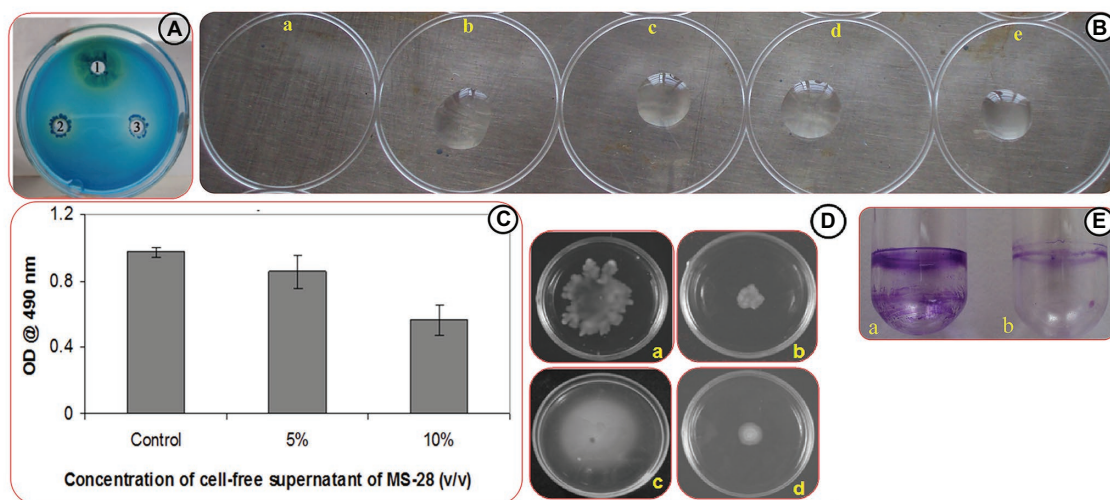 A
1
2
3
B
a
b
c
d
e
C
1.2
0.8
0.4
0
OD @ 490 nm
Control
5%
10%
Concentration of cell-free supernatant of MS-28 (v/v)
D
a
b
c
d
E
a
b